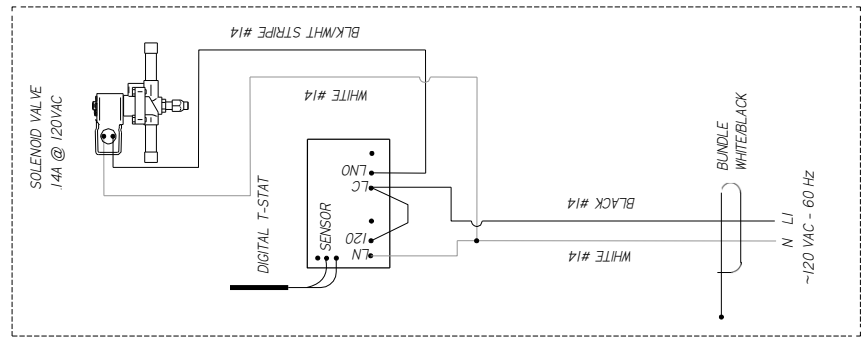 BLK/WHT STRIPE #14
WHITE #14
SOLENOID VALVE
.14A @ 120VAC
DIGITAL T-STAT
SENSOR
LNO
LC
120
LN
BLACK #14
WHITE #14
BUNDLE
WHITE/BLACK
L1
N
~120 VAC - 60 Hz